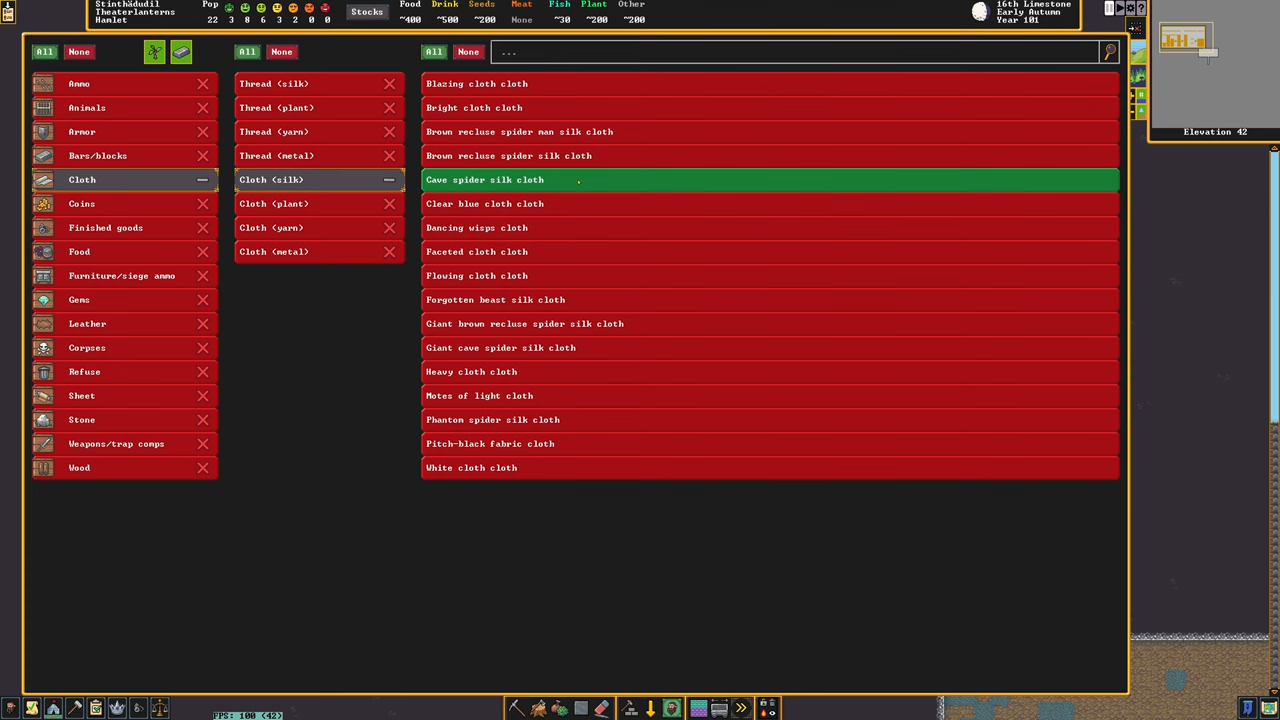 Stinthädudil
Theaterlanterns
Hamlet
Pop
22 3 8 6 3 2 0 0
Stocks
Food Drink Seeds Meat Fish Plant Other
~400 ~500 ~200 None ~30 ~200 ~200
16th Limestone
Early Autumn
Year 101
Elevation 42
All None
All None
All None
...
Ammo
Animals
Armor
Bars/blocks
Cloth
Coins
Finished goods
Food
Furniture/siege ammo
Gems
Leather
Corpses
Refuse
Sheet
Stone
Weapons/trap comps
Wood
Thread (silk)
Thread (plant)
Thread (yarn)
Thread (metal)
Cloth (silk)
Cloth (plant)
Cloth (yarn)
Cloth (metal)
Blazing cloth cloth
Bright cloth cloth
Brown recluse spider man silk cloth
Brown recluse spider silk cloth
Cave spider silk cloth
Clear blue cloth cloth
Dancing wisps cloth
Faceted cloth cloth
Flowing cloth cloth
Forgotten beast silk cloth
Giant brown recluse spider silk cloth
Giant cave spider silk cloth
Heavy cloth cloth
Motes of light cloth
Phantom spider silk cloth
Pitch-black fabric cloth
White cloth cloth
FPS: 100 (42)